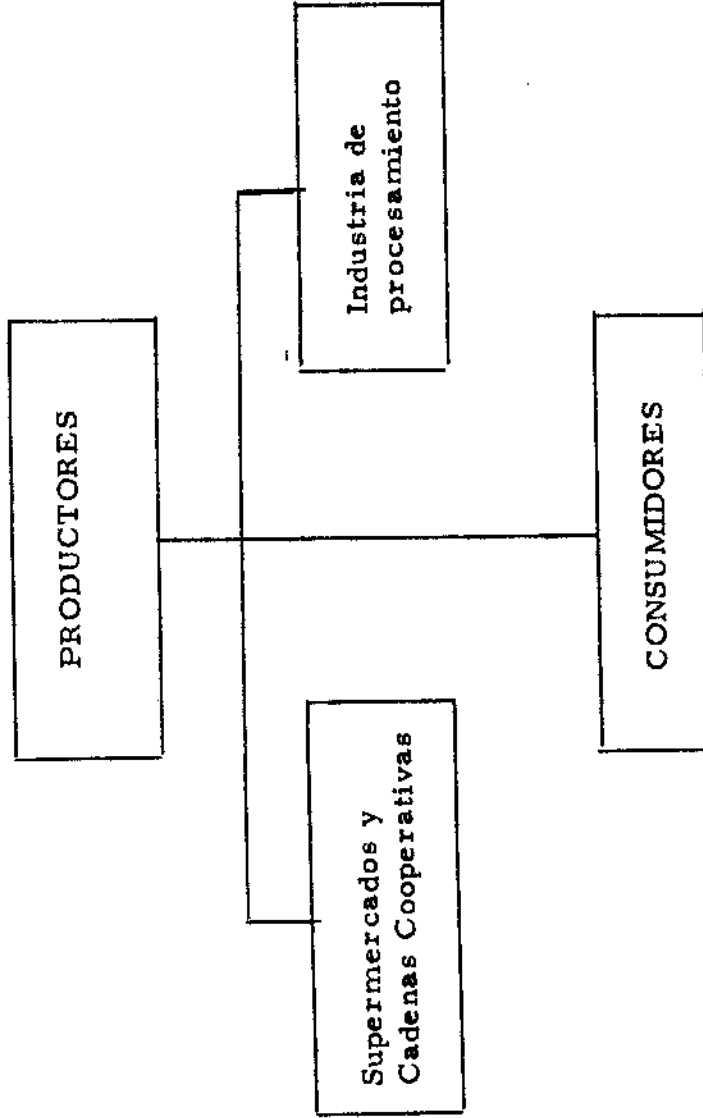 PRODUCTORES
Supermercados y
Cadenas Cooperativas
Industria de
procesamiento
CONSUMIDORES